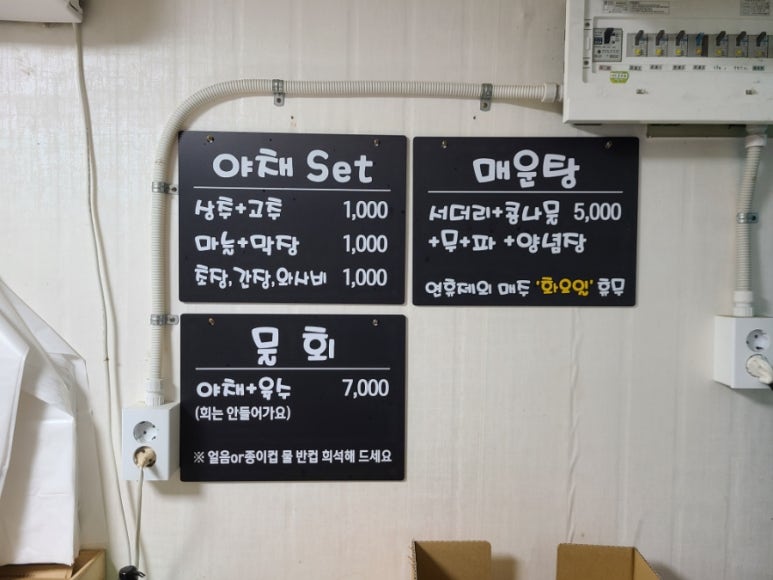 야채 Set
상추+고추 1,000
마늘+막장 1,000
초장,간장,와사비 1,000
매운탕
서더리+콩나물 5,000
+무+파 +양념장
연휴제외 매주 '화요일' 휴무
물 회
야채+육수 7,000
(회는 안들어가요)
※ 얼음or종이컵 물 반컵 희석해 드세요